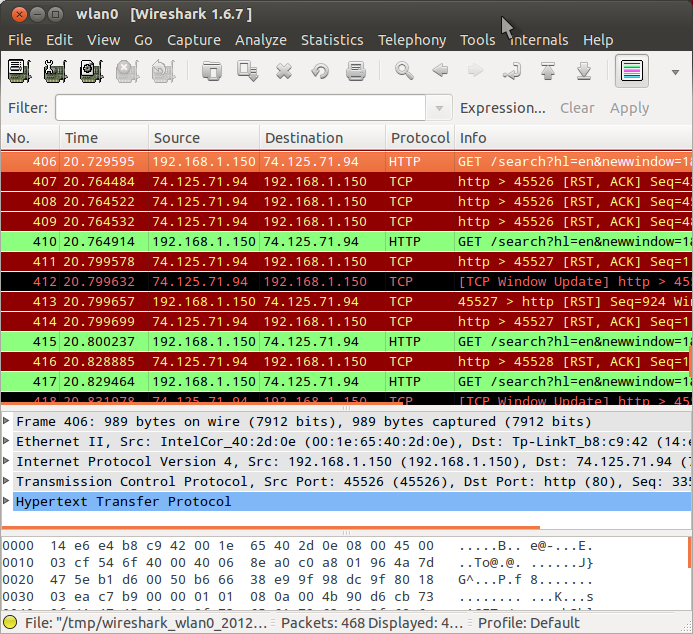 wlan0 [Wireshark 1.6.7 ]
File Edit View Go Capture Analyze Statistics Telephony Tools Internals Help
Filter: Expression... Clear Apply
No. Time Source Destination Protocol Info
406 20.729595 192.168.1.150 74.125.71.94 HTTP GET /search?hl=en&newwindow=1&
407 20.764484 74.125.71.94 192.168.1.150 TCP http > 45526 [RST, ACK] Seq=4
408 20.764522 74.125.71.94 192.168.1.150 TCP http > 45526 [RST, ACK] Seq=4
409 20.764532 74.125.71.94 192.168.1.150 TCP http > 45526 [RST, ACK] Seq=4
410 20.764914 192.168.1.150 74.125.71.94 HTTP GET /search?hl=en&newwindow=1&
411 20.799578 74.125.71.94 192.168.1.150 TCP http > 45527 [RST, ACK] Seq=1
412 20.799632 74.125.71.94 192.168.1.150 TCP [TCP Window Update] http > 45
413 20.799657 192.168.1.150 74.125.71.94 TCP 45527 > http [RST] Seq=924 Wi
414 20.799699 74.125.71.94 192.168.1.150 TCP http > 45527 [RST, ACK] Seq=1
415 20.800237 192.168.1.150 74.125.71.94 HTTP GET /search?hl=en&newwindow=1&
416 20.828885 74.125.71.94 192.168.1.150 TCP http > 45528 [RST, ACK] Seq=1
417 20.829464 192.168.1.150 74.125.71.94 HTTP GET /search?hl=en&newwindow=1&
418 20.831978 74.125.71.94 192.168.1.150 TCP [TCP Window Update] http > 45
Frame 406: 989 bytes on wire (7912 bits), 989 bytes captured (7912 bits)
Ethernet II, Src: IntelCor_40:2d:0e (00:1e:65:40:2d:0e), Dst: Tp-LinkT_b8:c9:42 (14:e
Internet Protocol Version 4, Src: 192.168.1.150 (192.168.1.150), Dst: 74.125.71.94 (7
Transmission Control Protocol, Src Port: 45526 (45526), Dst Port: http (80), Seq: 335
Hypertext Transfer Protocol
0000 14 e6 e4 b8 c9 42 00 1e 65 40 2d 0e 08 00 45 00 .....B.. e@-...E.
0010 03 cf 54 6f 40 00 40 06 8e a0 c0 a8 01 96 4a 7d ..To@.@. ......J}
0020 47 5e b1 d6 00 50 b6 66 38 e9 9f 98 dc 9f 80 18 G^...P.f 8.......
0030 03 ea c7 b9 00 00 01 01 08 0a 00 4b 90 d6 cb 73 ........ ...K...s
File: "/tmp/wireshark_wlan0_2012... Packets: 468 Displayed: 4... Profile: Default